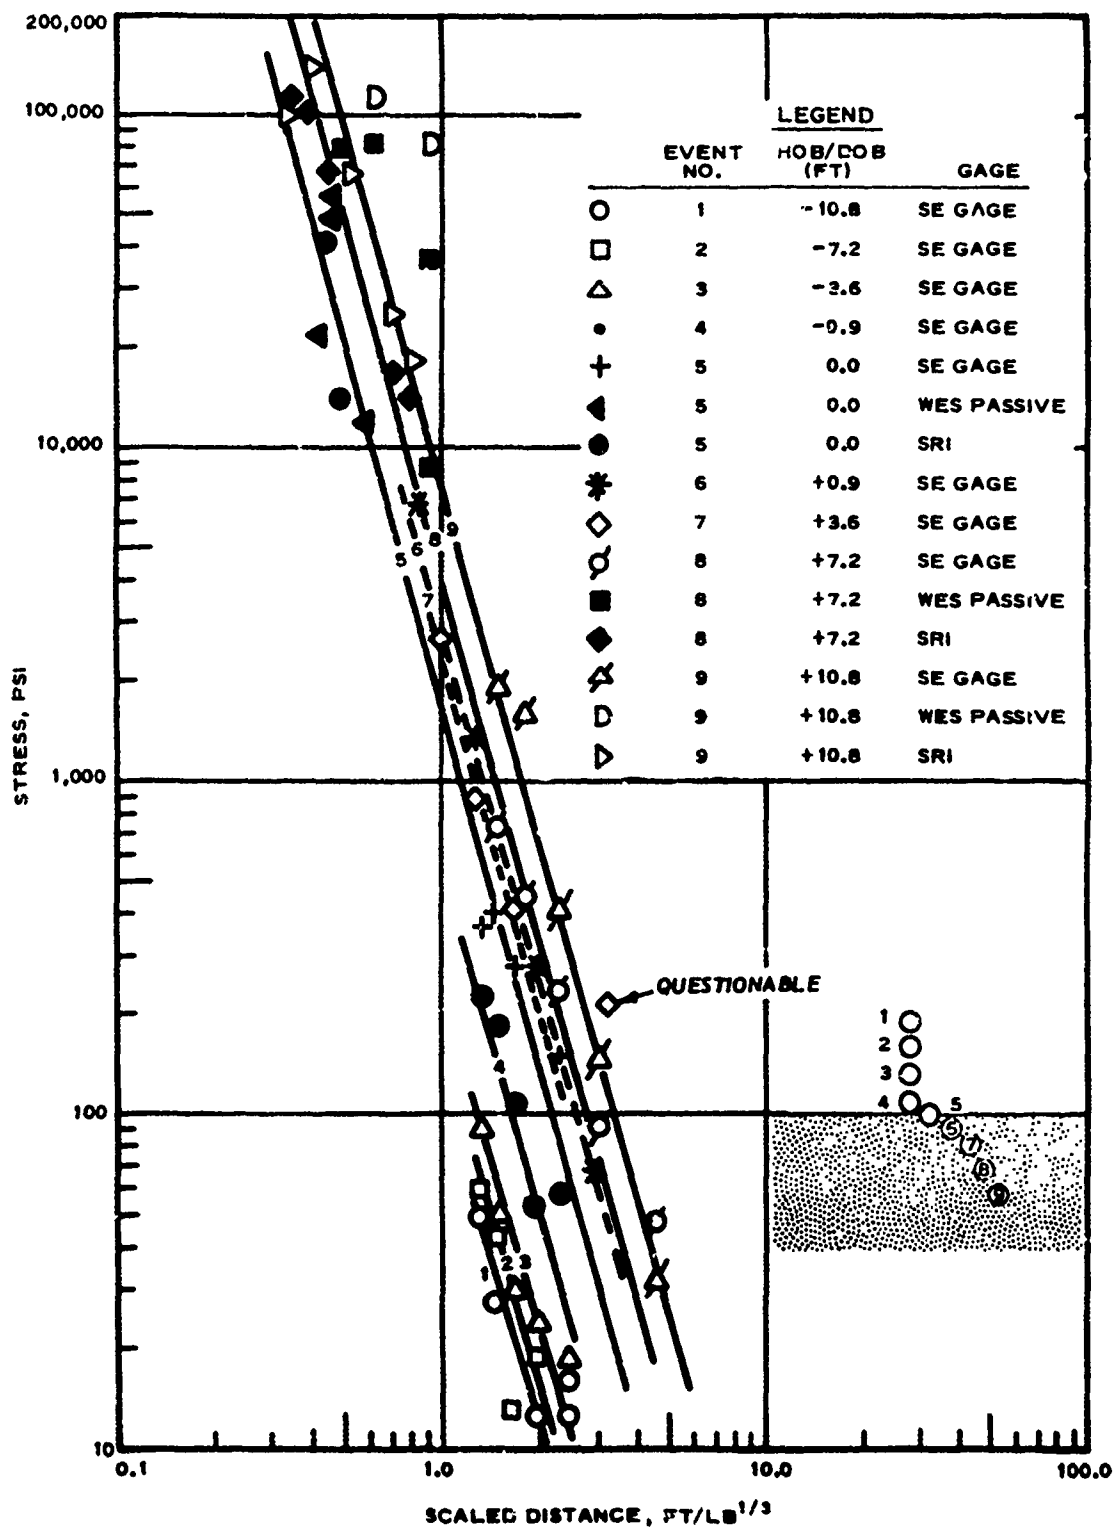 200,000
100,000
10,000
1,000
100
10
STRESS, PSI
0.1
1.0
10.0
100.0
SCALED DISTANCE, FT/LB1/3
LEGEND
EVENT NO. HOB/DOB (FT) GAGE
1 -10.8 SE GAGE
2 -7.2 SE GAGE
3 -3.6 SE GAGE
4 -0.9 SE GAGE
5 0.0 SE GAGE
5 0.0 WES PASSIVE
5 0.0 SRI
6 +0.9 SE GAGE
7 +3.6 SE GAGE
8 +7.2 SE GAGE
8 +7.2 WES PASSIVE
8 +7.2 SRI
9 +10.8 SE GAGE
9 +10.8 WES PASSIVE
9 +10.8 SRI
5 6 8 9
7
QUESTIONABLE
4
1 2 3
1
2
3
4 5
6
7
8
9